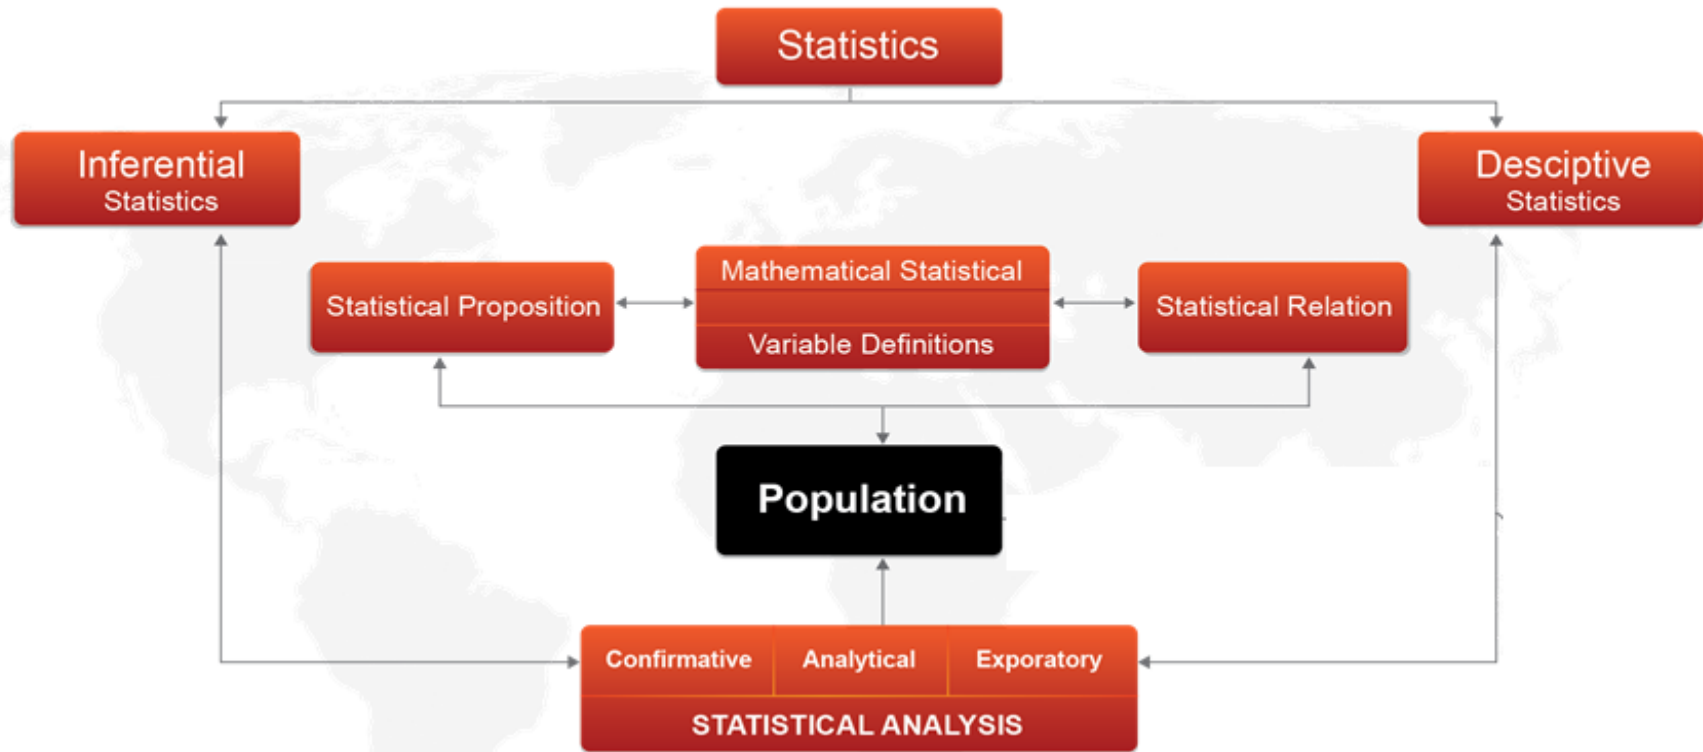 Statistics
Inferential
Statistics
Desciptive
Statistics
Statistical Proposition
Mathematical Statistical
Variable Definitions
Statistical Relation
Population
Confirmative
Analytical
Exporatory
STATISTICAL ANALYSIS